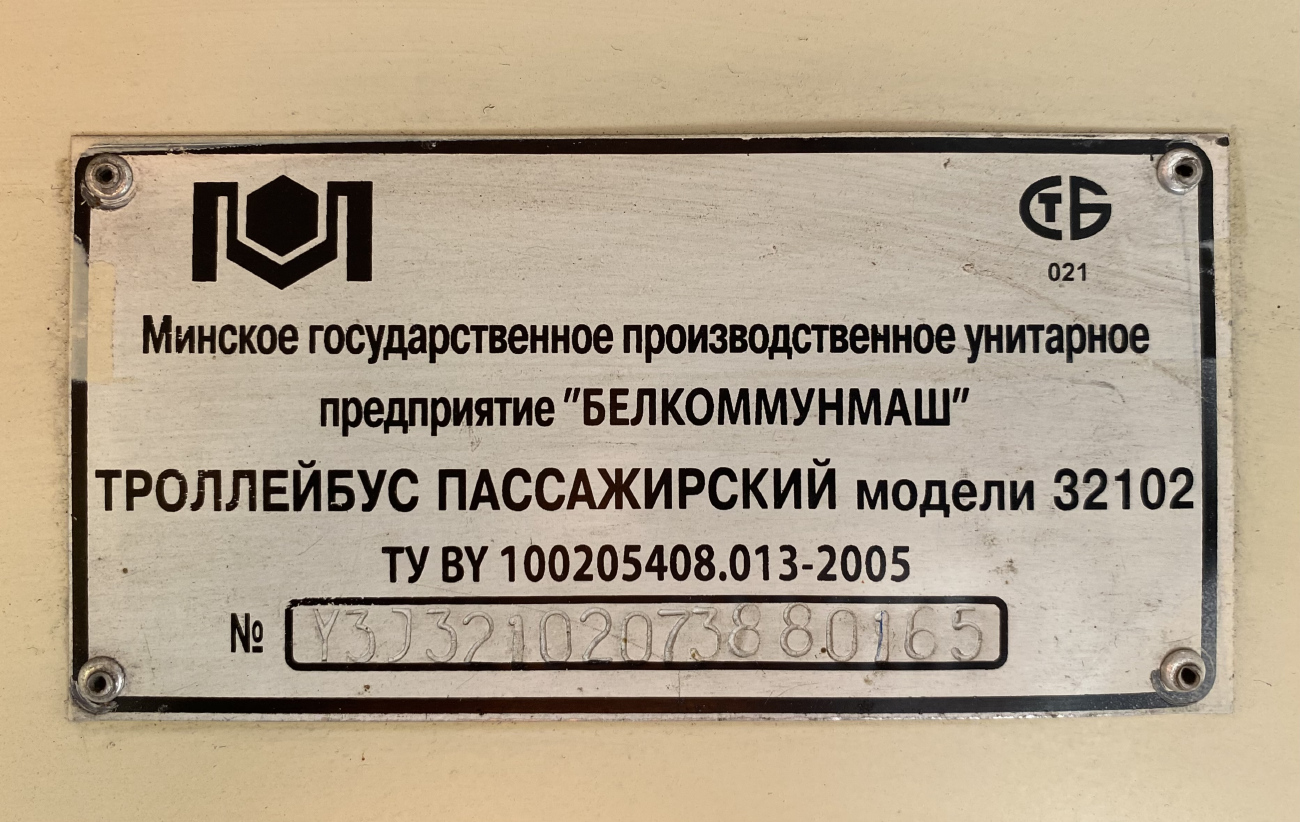 СТБ
021
Минское государственное производственное унитарное
предприятие "БЕЛКОММУНМАШ"
ТРОЛЛЕЙБУС ПАССАЖИРСКИЙ модели 32102
ТУ BY 100205408.013-2005
№ Y3J32102073880165